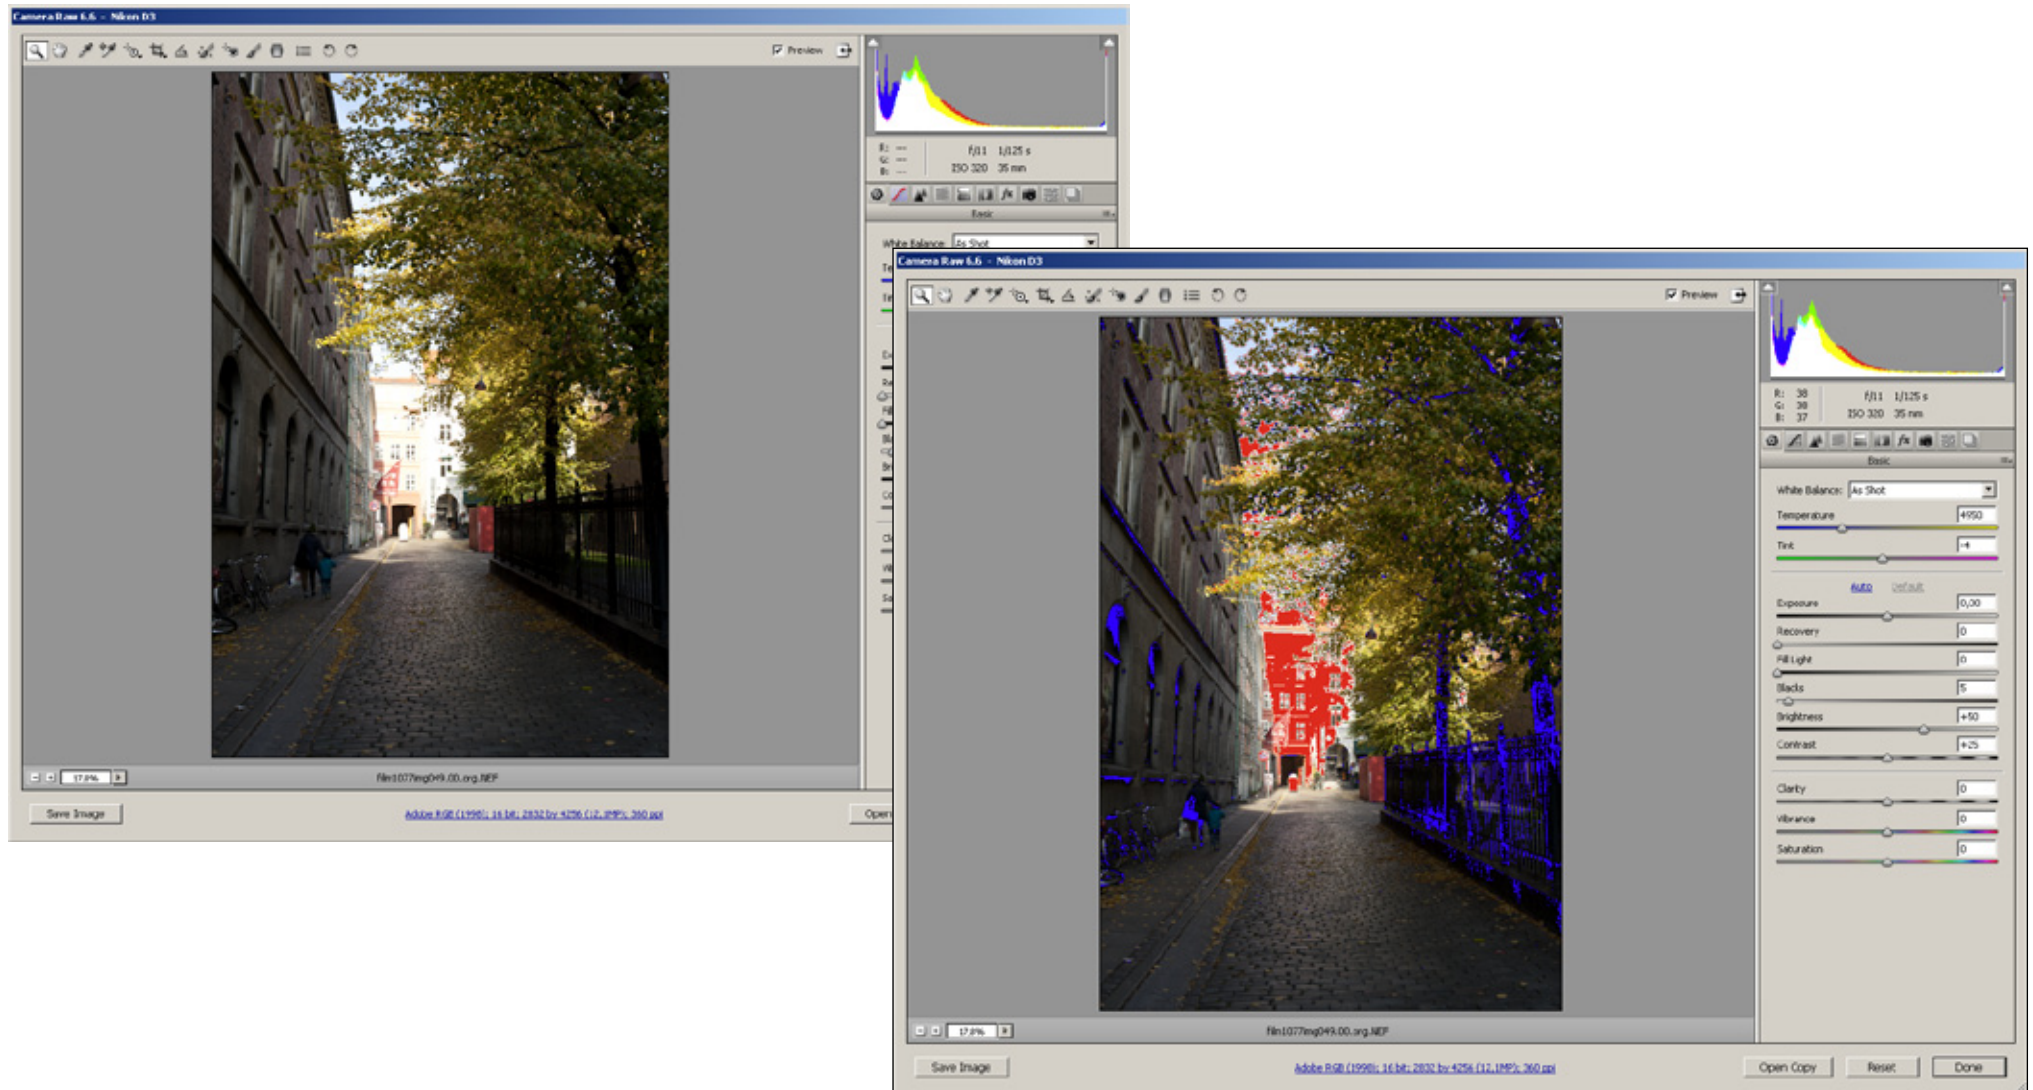 Camera Raw 6.6 - Nikon D3
Preview
R: ---
G: ---
B: ---
f/11 1/125 s
ISO 320 35 mm
Basic
White Balance: As Shot
Te
17,0%
film1077img049.00.org.NEF
Save Image
Adobe RGB (1998); 16 bit; 2832 by 4256 (12,1MP); 360 ppi
Open
Camera Raw 6.6 - Nikon D3
Preview
R: 38
G: 38
B: 37
f/11 1/125 s
ISO 320 35 mm
Basic
White Balance: As Shot
Temperature 4950
Tint -4
Auto Default
Exposure 0,00
Recovery 0
Fill Light 0
Blacks 5
Brightness +50
Contrast +25
Clarity 0
Vibrance 0
Saturation 0
17,0%
film1077img049.00.org.NEF
Save Image
Adobe RGB (1998); 16 bit; 2832 by 4256 (12,1MP); 360 ppi
Open Copy Reset Done